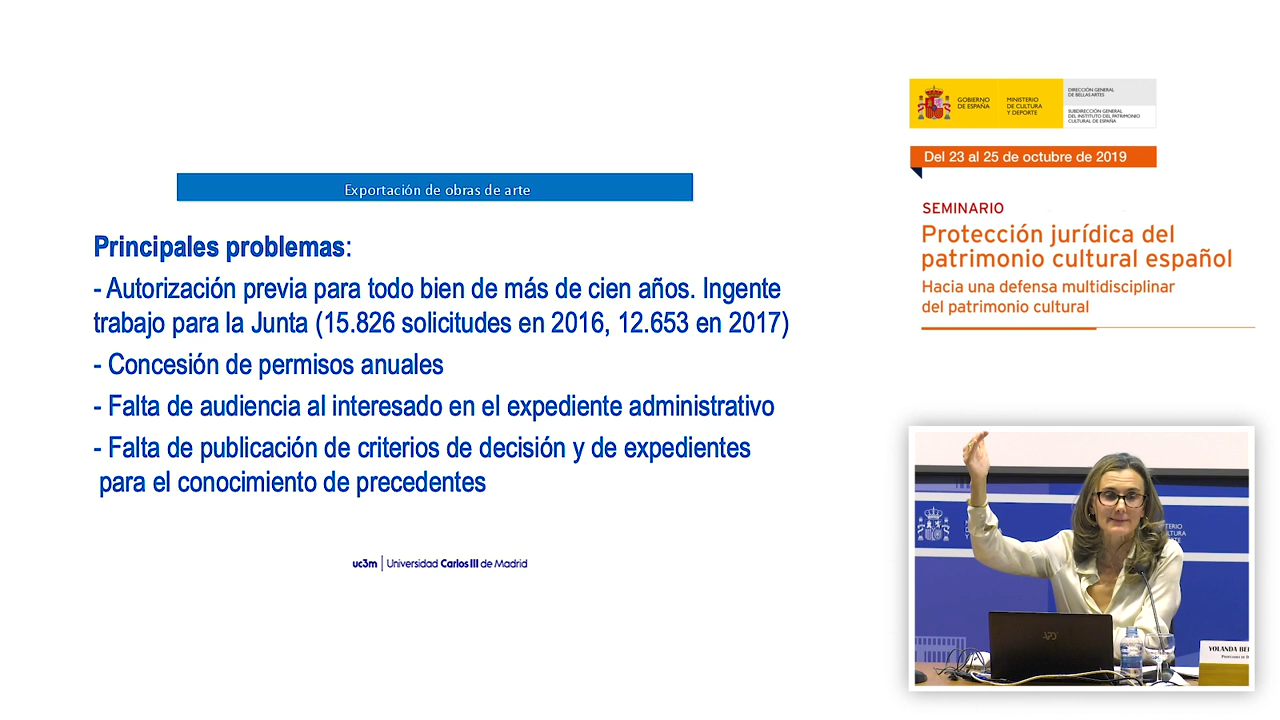 Exportación de obras de arte
Principales problemas:
- Autorización previa para todo bien de más de cien años. Ingente
trabajo para la Junta (15.826 solicitudes en 2016, 12.653 en 2017)
- Concesión de permisos anuales
- Falta de audiencia al interesado en el expediente administrativo
- Falta de publicación de criterios de decisión y de expedientes
para el conocimiento de precedentes
uc3m | Universidad Carlos III de Madrid
GOBIERNO
DE ESPAÑA
MINISTERIO
DE CULTURA
Y DEPORTE
DIRECCIÓN GENERAL
DE BELLAS ARTES
SUBDIRECCIÓN GENERAL
DEL INSTITUTO DEL PATRIMONIO
CULTURAL DE ESPAÑA
Del 23 al 25 de octubre de 2019
SEMINARIO
Protección jurídica del
patrimonio cultural español
Hacia una defensa multidisciplinar
del patrimonio cultural
YOLANDA